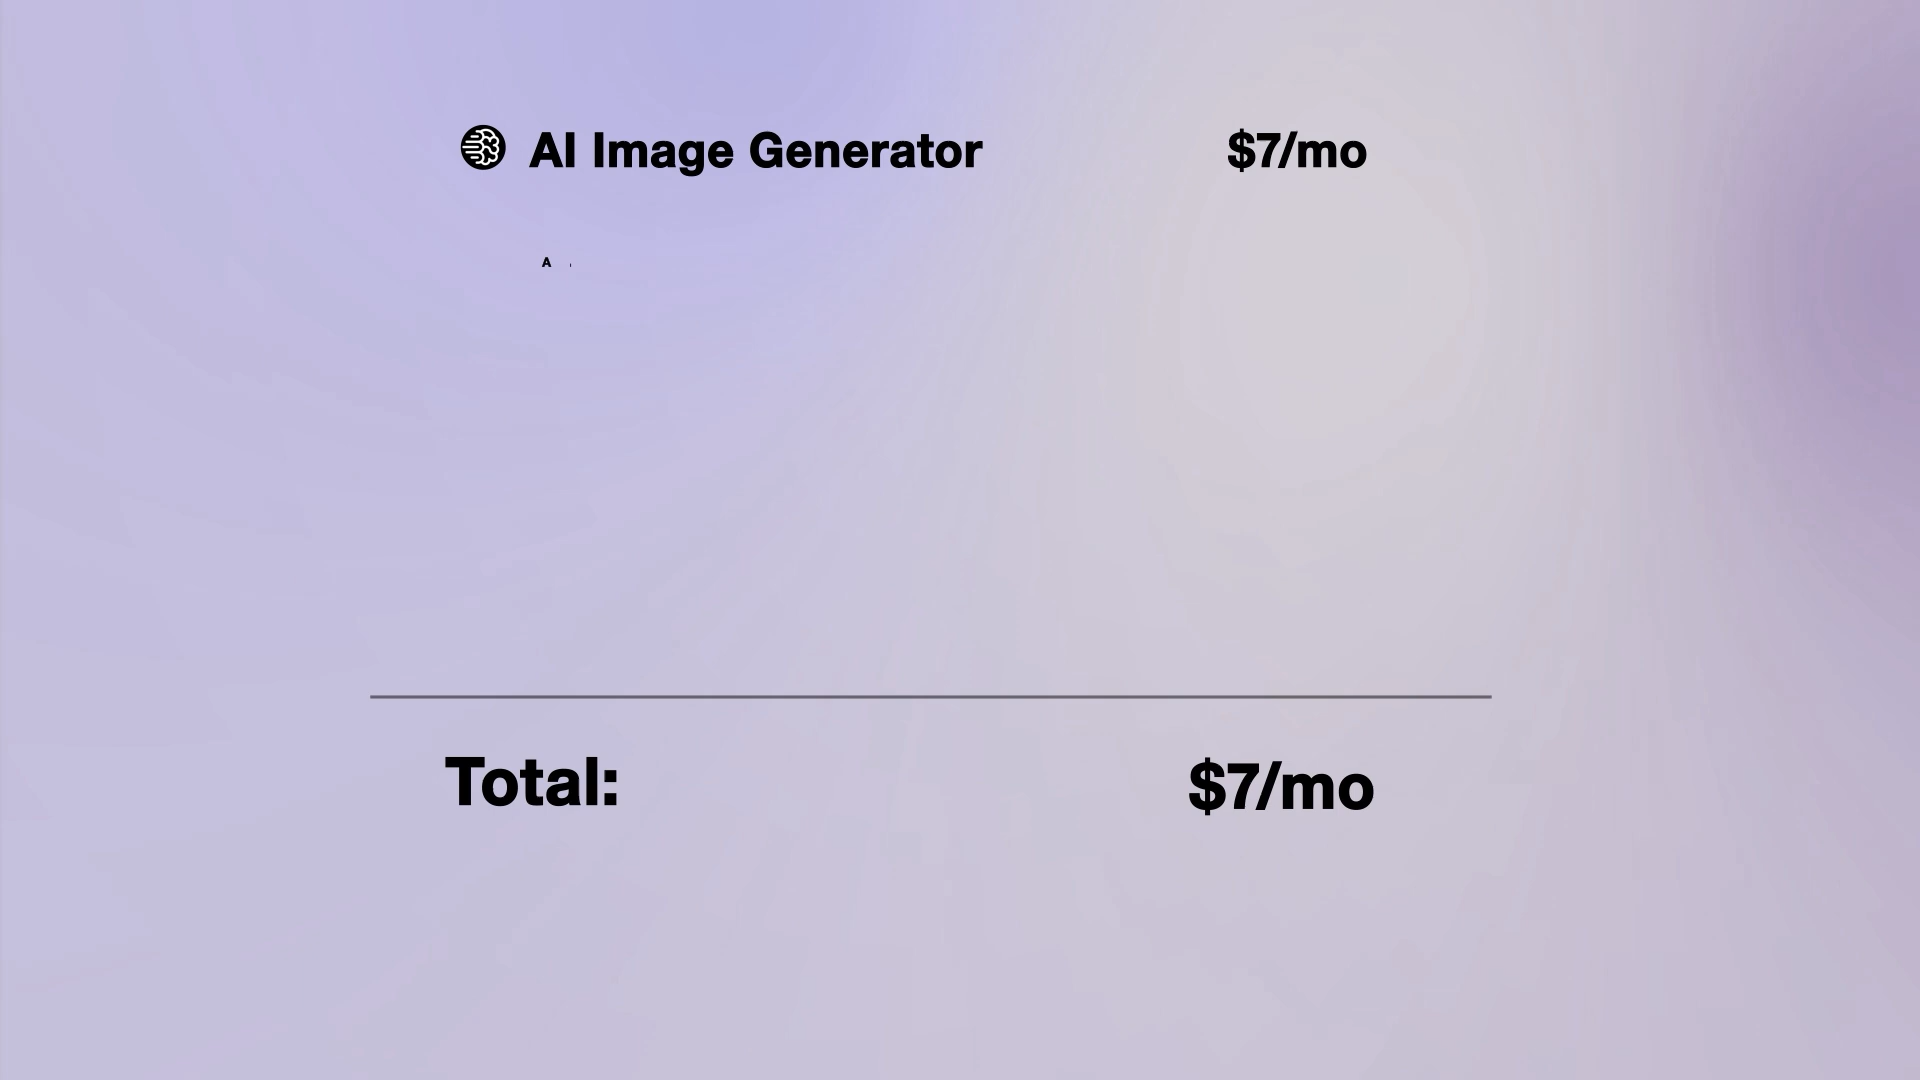 AI Image Generator $7/mo
A
Total: $7/mo